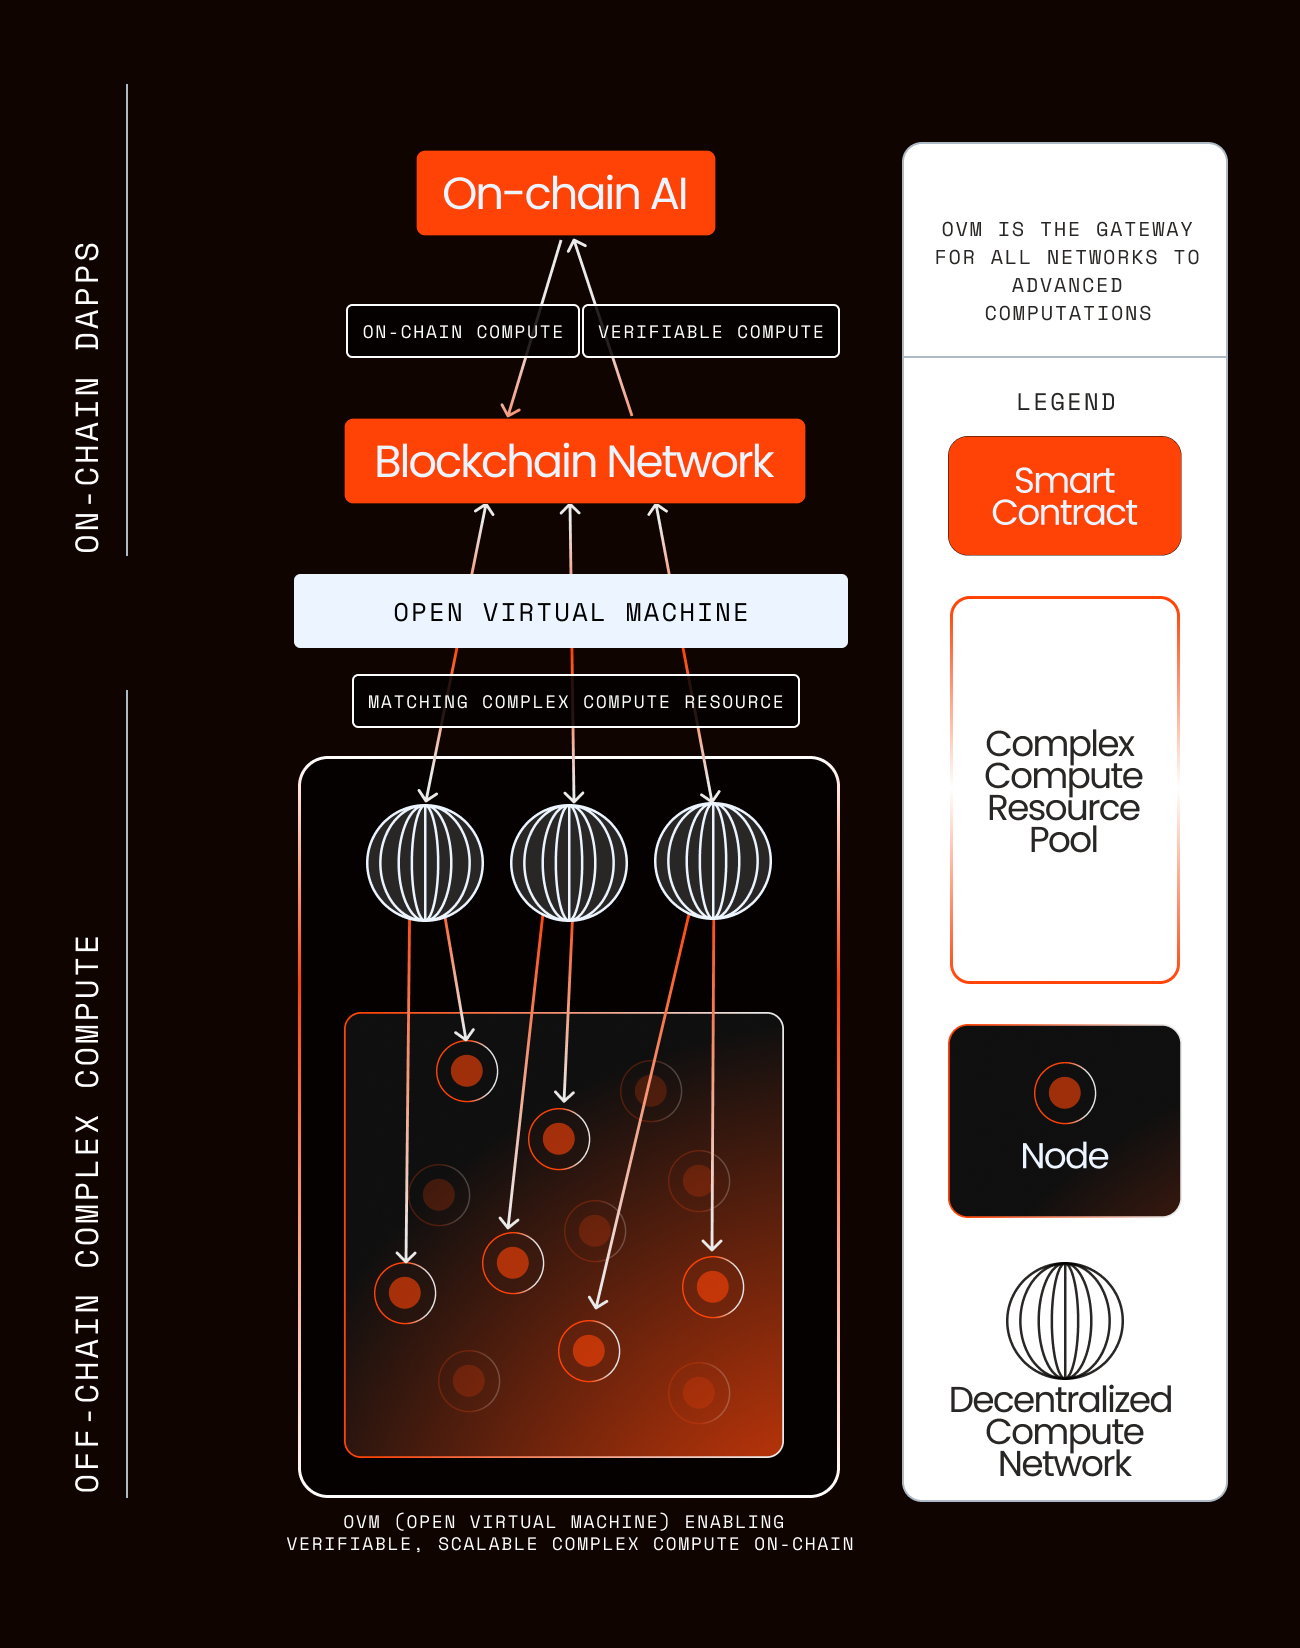 ON-CHAIN DAPPS
On-chain AI
ON-CHAIN COMPUTE
VERIFIABLE COMPUTE
Blockchain Network
OPEN VIRTUAL MACHINE
MATCHING COMPLEX COMPUTE RESOURCE
OFF-CHAIN COMPLEX COMPUTE
OVM (OPEN VIRTUAL MACHINE) ENABLING
VERIFIABLE, SCALABLE COMPLEX COMPUTE ON-CHAIN
OVM IS THE GATEWAY
FOR ALL NETWORKS TO
ADVANCED
COMPUTATIONS
LEGEND
Smart
Contract
Complex
Compute
Resource
Pool
Node
Decentralized
Compute
Network